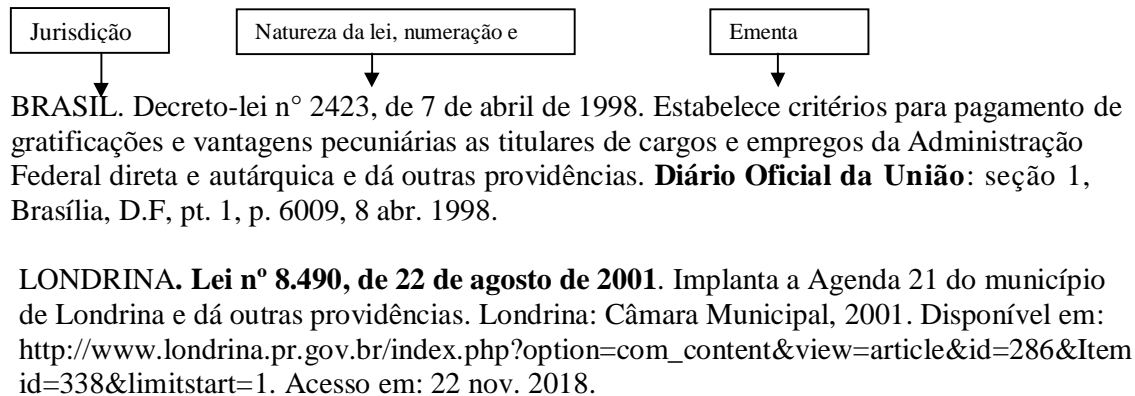 Jurisdição Natureza da lei, numeração e Ementa
BRASIL. Decreto-lei n° 2423, de 7 de abril de 1998. Estabelece critérios para pagamento de
gratificações e vantagens pecuniárias as titulares de cargos e empregos da Administração
Federal direta e autárquica e dá outras providências. Diário Oficial da União: seção 1,
Brasília, D.F, pt. 1, p. 6009, 8 abr. 1998.
LONDRINA. Lei nº 8.490, de 22 de agosto de 2001. Implanta a Agenda 21 do município
de Londrina e dá outras providências. Londrina: Câmara Municipal, 2001. Disponível em:
http://www.londrina.pr.gov.br/index.php?option=com_content&view=article&id=286&Item
id=338&limitstart=1. Acesso em: 22 nov. 2018.